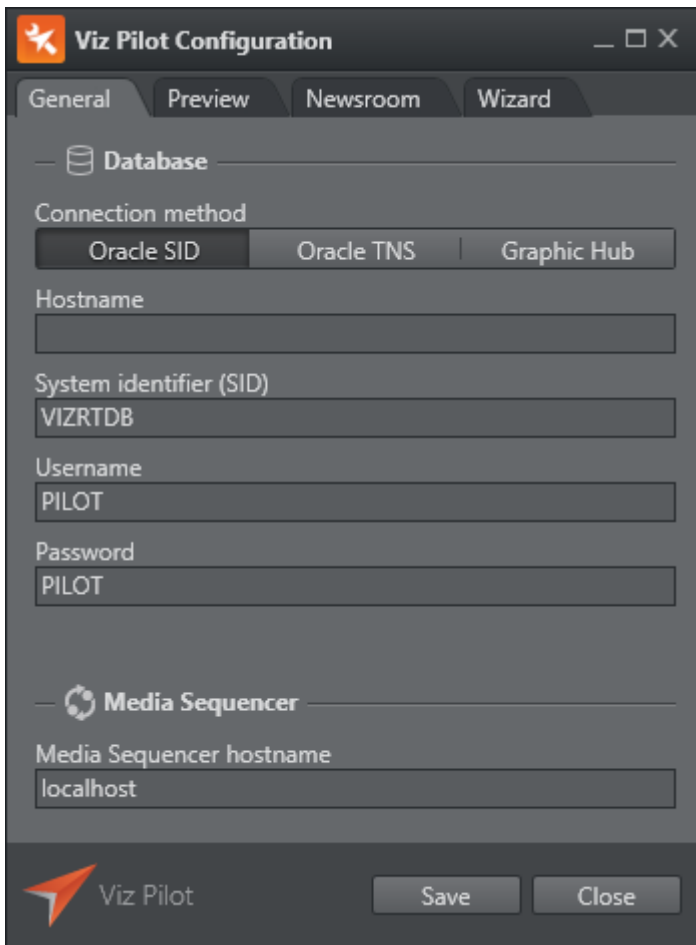 Viz Pilot Configuration
General Preview Newsroom Wizard
Database
Connection method
Oracle SID Oracle TNS Graphic Hub
Hostname
System identifier (SID)
VIZRTDB
Username
PILOT
Password
PILOT
Media Sequencer
Media Sequencer hostname
localhost
Viz Pilot Save Close